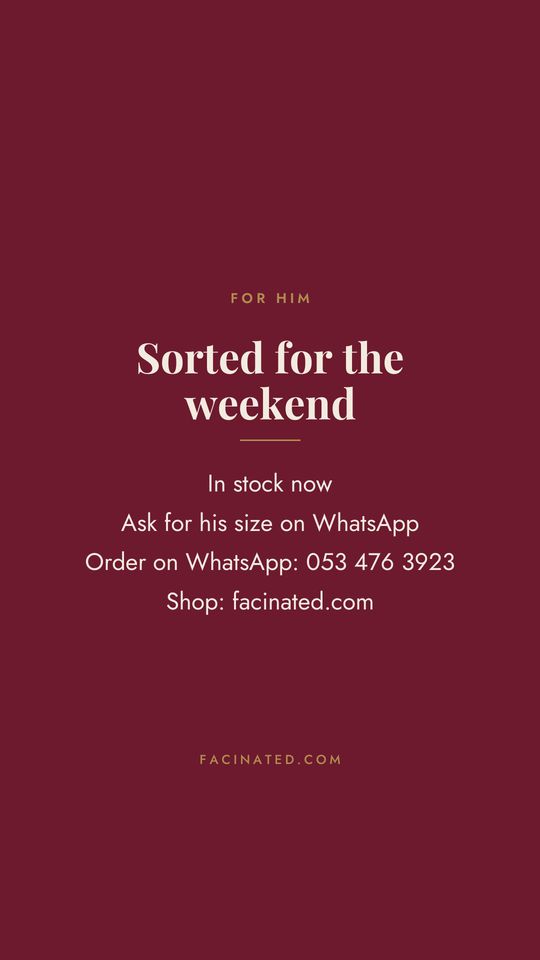 FOR HIM
Sorted for the
weekend
In stock now
Ask for his size on WhatsApp
Order on WhatsApp: 053 476 3923
Shop: facinated.com
FACINATED.COM